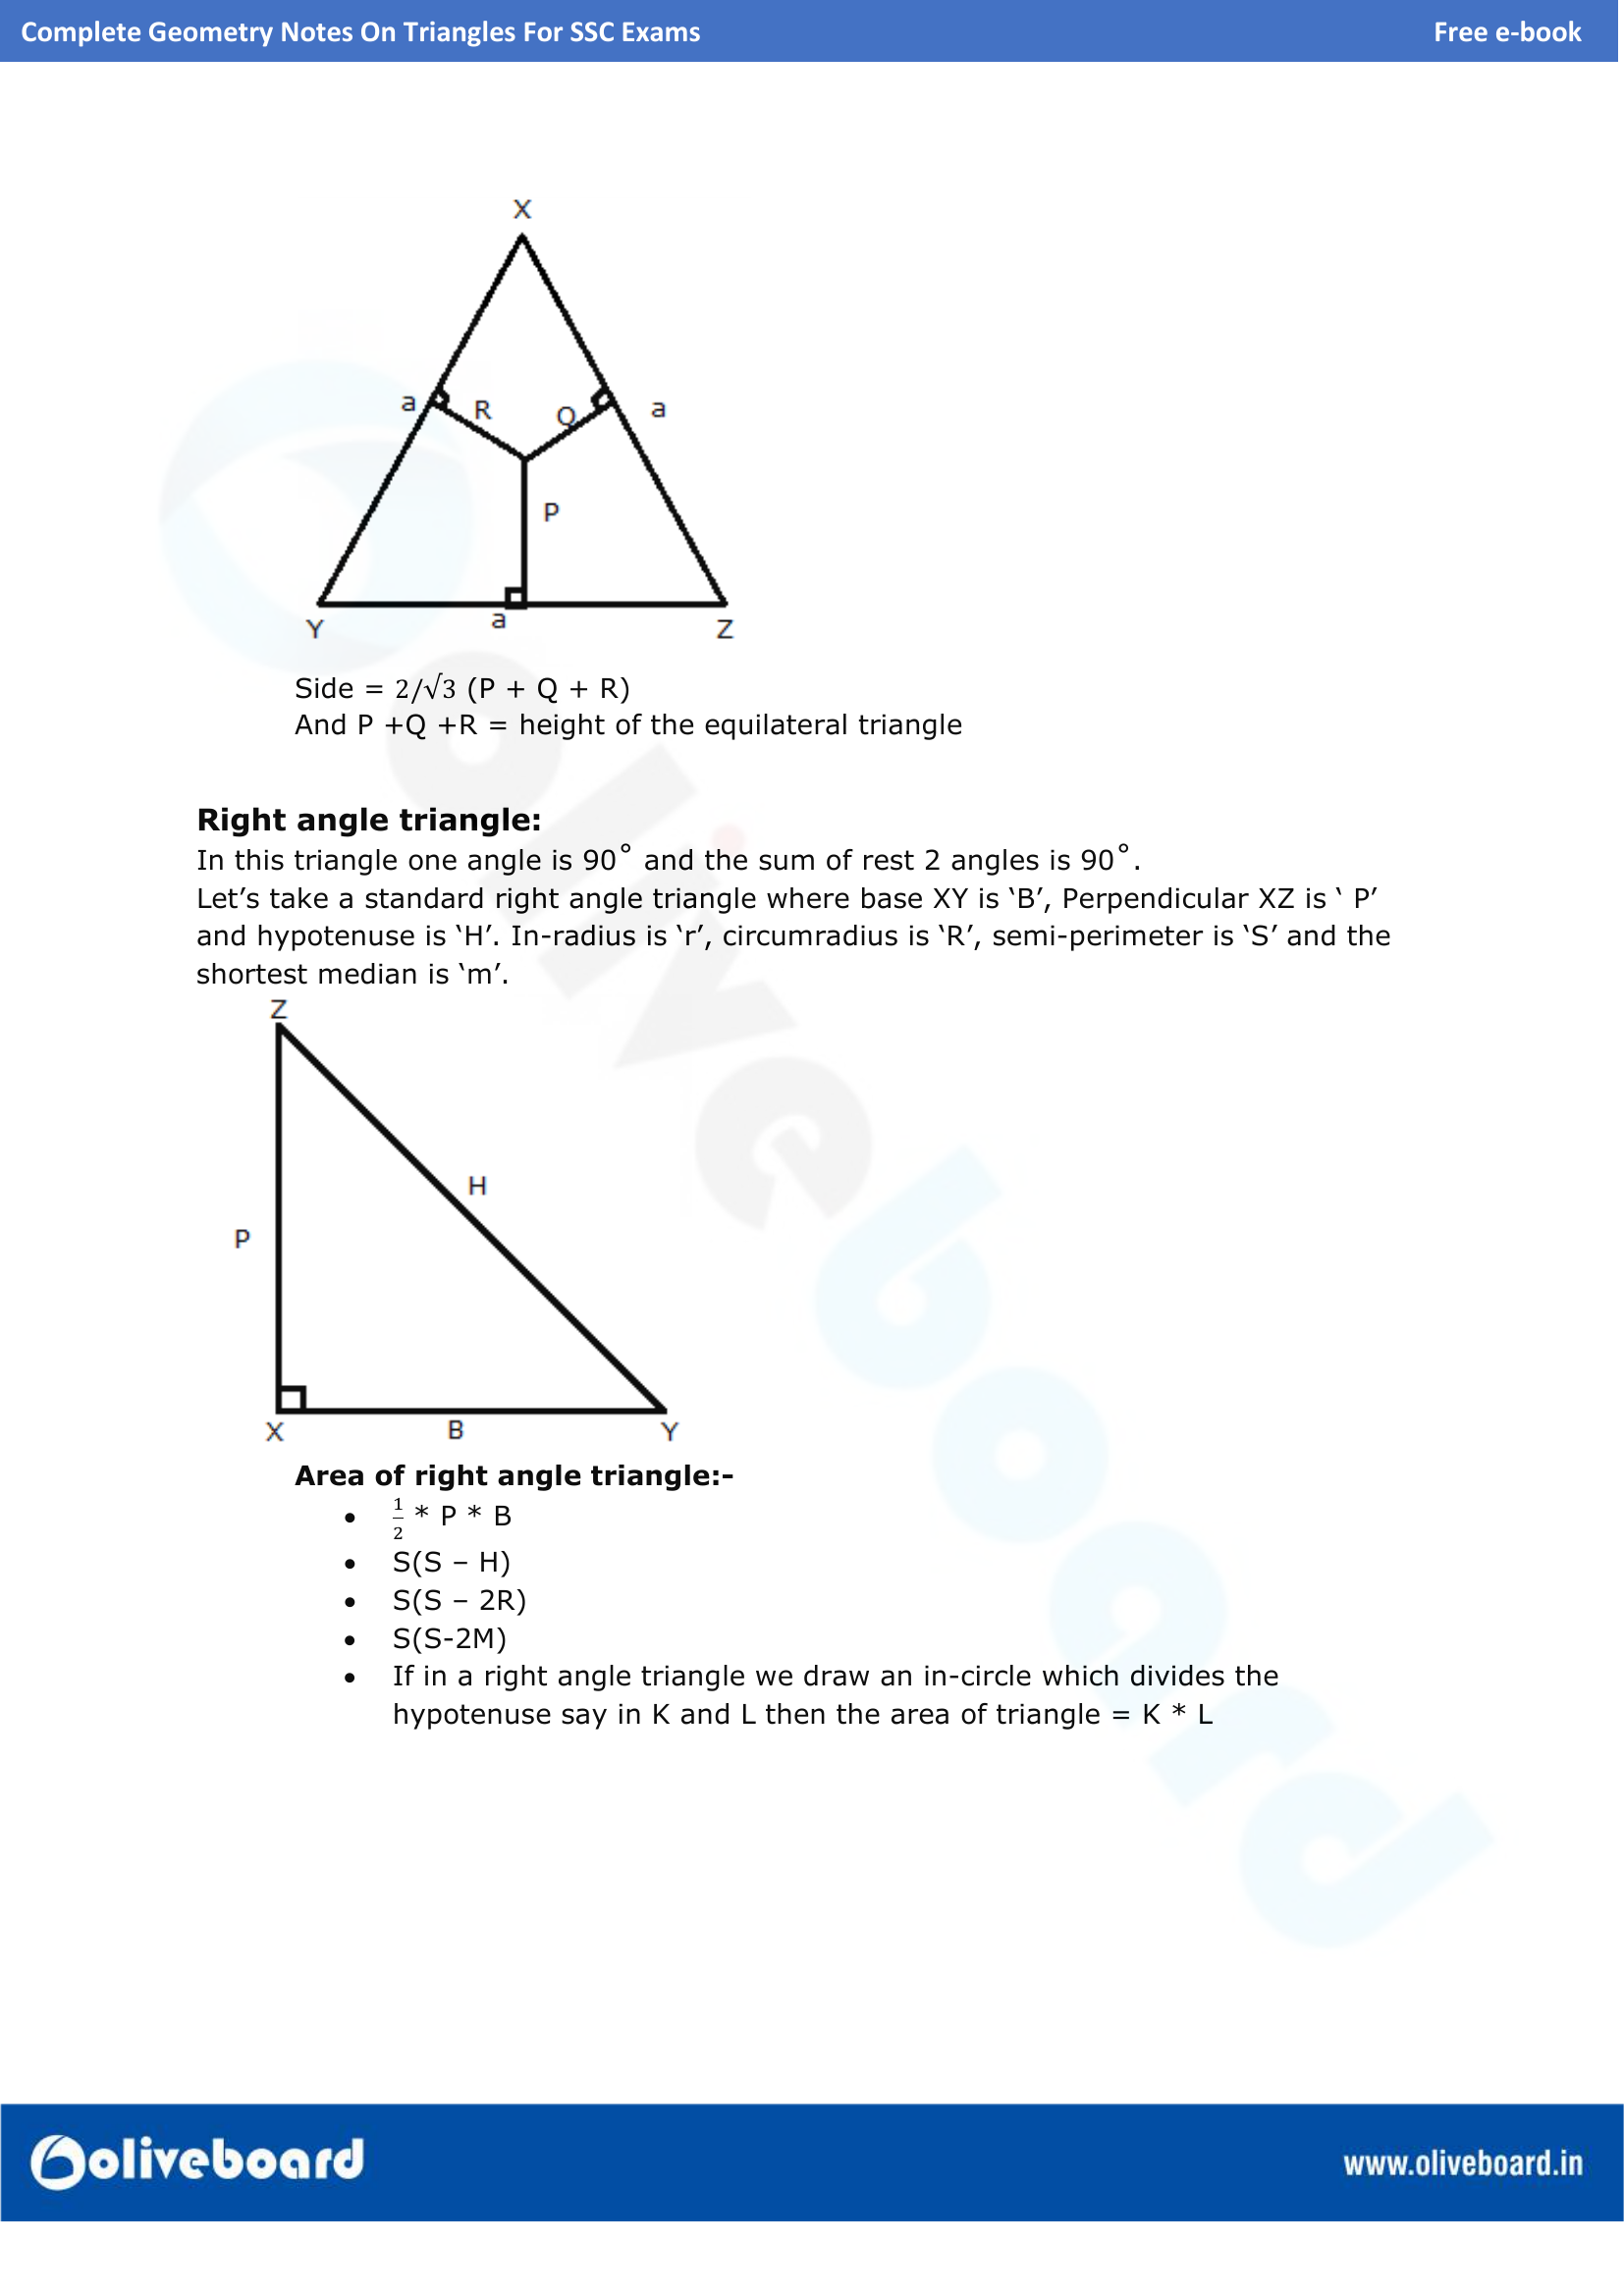 Complete Geometry Notes On Triangles For SSC Exams Free e-book
X
a R Q a
P
Y a Z
Side = 2/√3 (P + Q + R)
And P +Q +R = height of the equilateral triangle
Right angle triangle:
In this triangle one angle is 90˚ and the sum of rest 2 angles is 90˚.
Let’s take a standard right angle triangle where base XY is ‘B’, Perpendicular XZ is ‘ P’
and hypotenuse is ‘H’. In-radius is ‘r’, circumradius is ‘R’, semi-perimeter is ‘S’ and the
shortest median is ‘m’.
Z
H
P
X B Y
Area of right angle triangle:-
• 1/2 * P * B
• S(S – H)
• S(S – 2R)
• S(S-2M)
• If in a right angle triangle we draw an in-circle which divides the
hypotenuse say in K and L then the area of triangle = K * L
oliveboard
oliveboard www.oliveboard.in